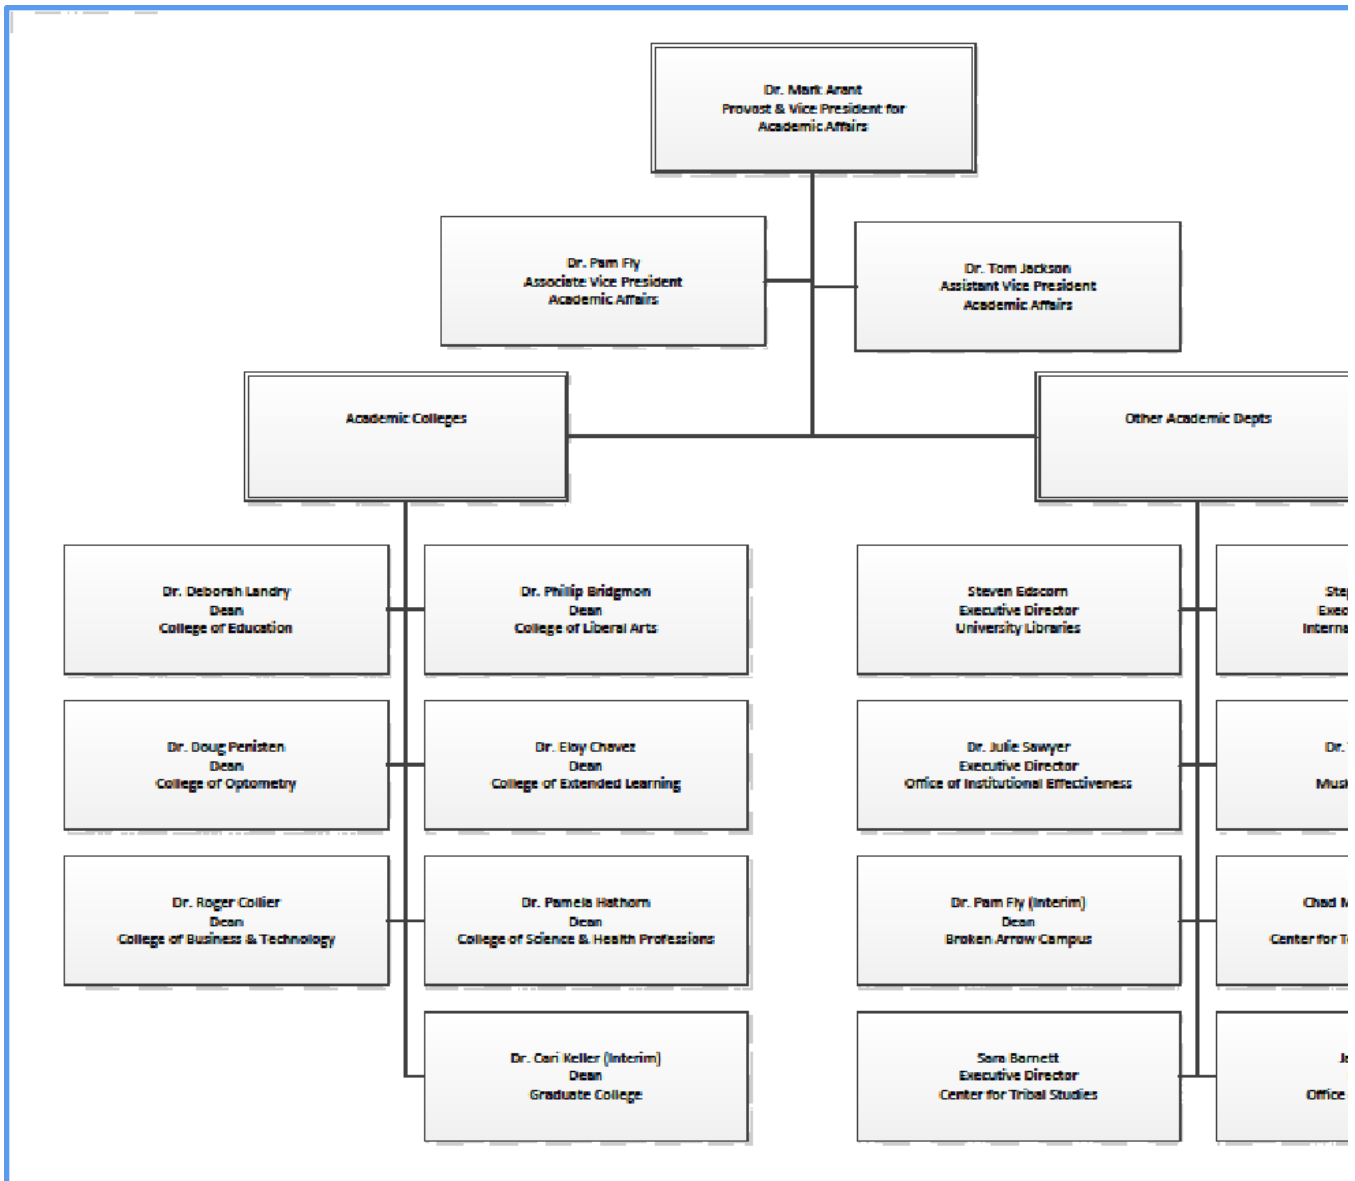 Dr. Mark Arant
Provost & Vice President for
Academic Affairs
Dr. Pam Fly
Associate Vice President
Academic Affairs
Dr. Tom Jackson
Assistant Vice President
Academic Affairs
Academic Colleges
Other Academic Depts
Dr. Deborah Landry
Dean
College of Education
Dr. Phillip Bridgmon
Dean
College of Liberal Arts
Steven Edscorn
Executive Director
University Libraries
Dr. Doug Penisten
Dean
College of Optometry
Dr. Eloy Chavez
Dean
College of Extended Learning
Dr. Julie Sawyer
Executive Director
Office of Institutional Effectiveness
Dr.
Dr. Roger Collier
Dean
College of Business & Technology
Dr. Pamela Hathorn
Dean
College of Science & Health Professions
Dr. Pam Fly (Interim)
Dean
Broken Arrow Campus
Chad
Center for
Dr. Cari Keller (Interim)
Dean
Graduate College
Sara Barnett
Executive Director
Center for Tribal Studies
Office